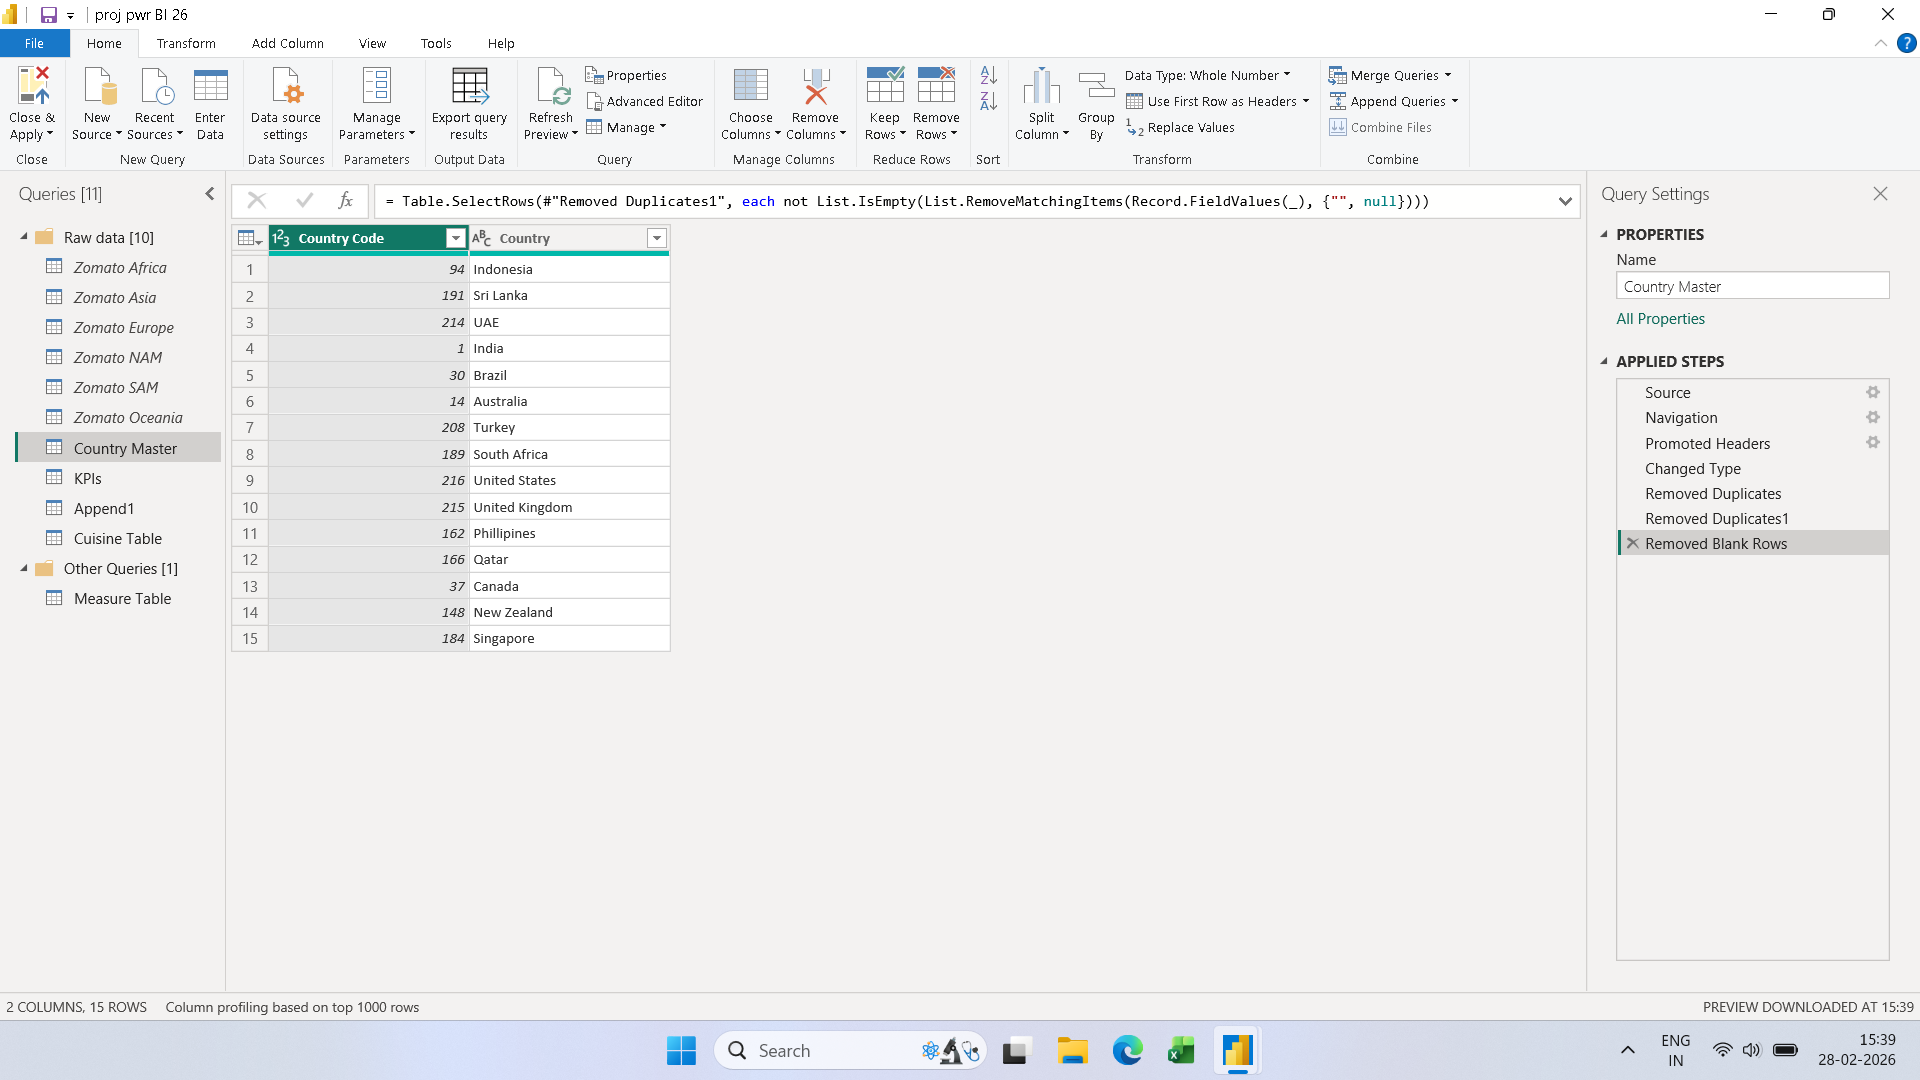 proj pwr BI 26
File Home Transform Add Column View Tools Help
Close & Apply
Close
New Source
Recent Sources
Enter Data
New Query
Data source settings
Data Sources
Manage Parameters
Parameters
Export query results
Output Data
Refresh Preview
Properties
Advanced Editor
Manage
Query
Choose Columns
Remove Columns
Manage Columns
Keep Rows
Remove Rows
Reduce Rows
Sort
Split Column
Group By
Data Type: Whole Number
Use First Row as Headers
Replace Values
Transform
Merge Queries
Append Queries
Combine Files
Combine
Queries [11]
Raw data [10]
Zomato Africa
Zomato Asia
Zomato Europe
Zomato NAM
Zomato SAM
Zomato Oceania
Country Master
KPIs
Append1
Cuisine Table
Other Queries [1]
Measure Table
= Table.SelectRows(#"Removed Duplicates1", each not List.IsEmpty(List.RemoveMatchingItems(Record.FieldValues(_), {"", null})))
Country Code Country
1 94 Indonesia
2 191 Sri Lanka
3 214 UAE
4 1 India
5 30 Brazil
6 14 Australia
7 208 Turkey
8 189 South Africa
9 216 United States
10 215 United Kingdom
11 162 Phillipines
12 166 Qatar
13 37 Canada
14 148 New Zealand
15 184 Singapore
Query Settings
PROPERTIES
Name
Country Master
All Properties
APPLIED STEPS
Source
Navigation
Promoted Headers
Changed Type
Removed Duplicates
Removed Duplicates1
Removed Blank Rows
2 COLUMNS, 15 ROWS Column profiling based on top 1000 rows
PREVIEW DOWNLOADED AT 15:39
Search
ENG
IN
15:39
28-02-2026